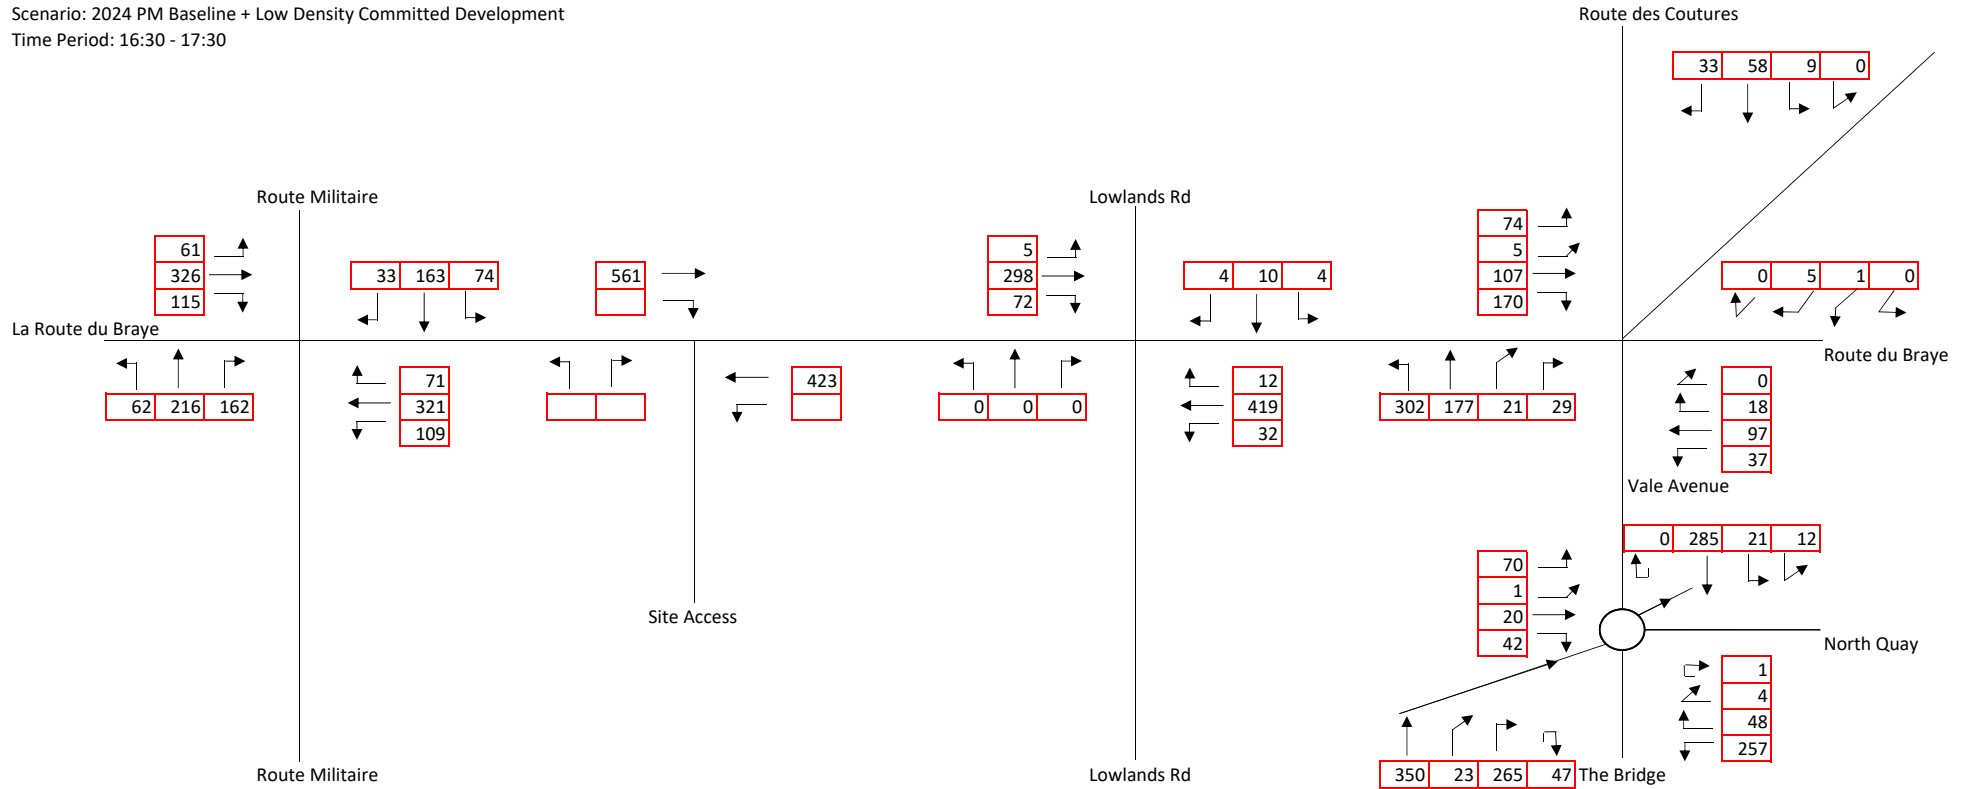 Scenario: 2024 PM Baseline + Low Density Committed Development
Time Period: 16:30 - 17:30
Route des Coutures
33 58 9 0
Route Militaire
Lowlands Rd
61
326
115
33 163 74
561
5
298
72
4 10 4
74
5
107
170
0 5 1 0
La Route du Braye
Route du Braye
62 216 162
71
321
109
423
0 0 0
12
419
32
302 177 21 29
0
18
97
37
Vale Avenue
0 285 21 12
70
1
20
42
Site Access
North Quay
1
4
48
257
350 23 265 47
Route Militaire
Lowlands Rd
The Bridge